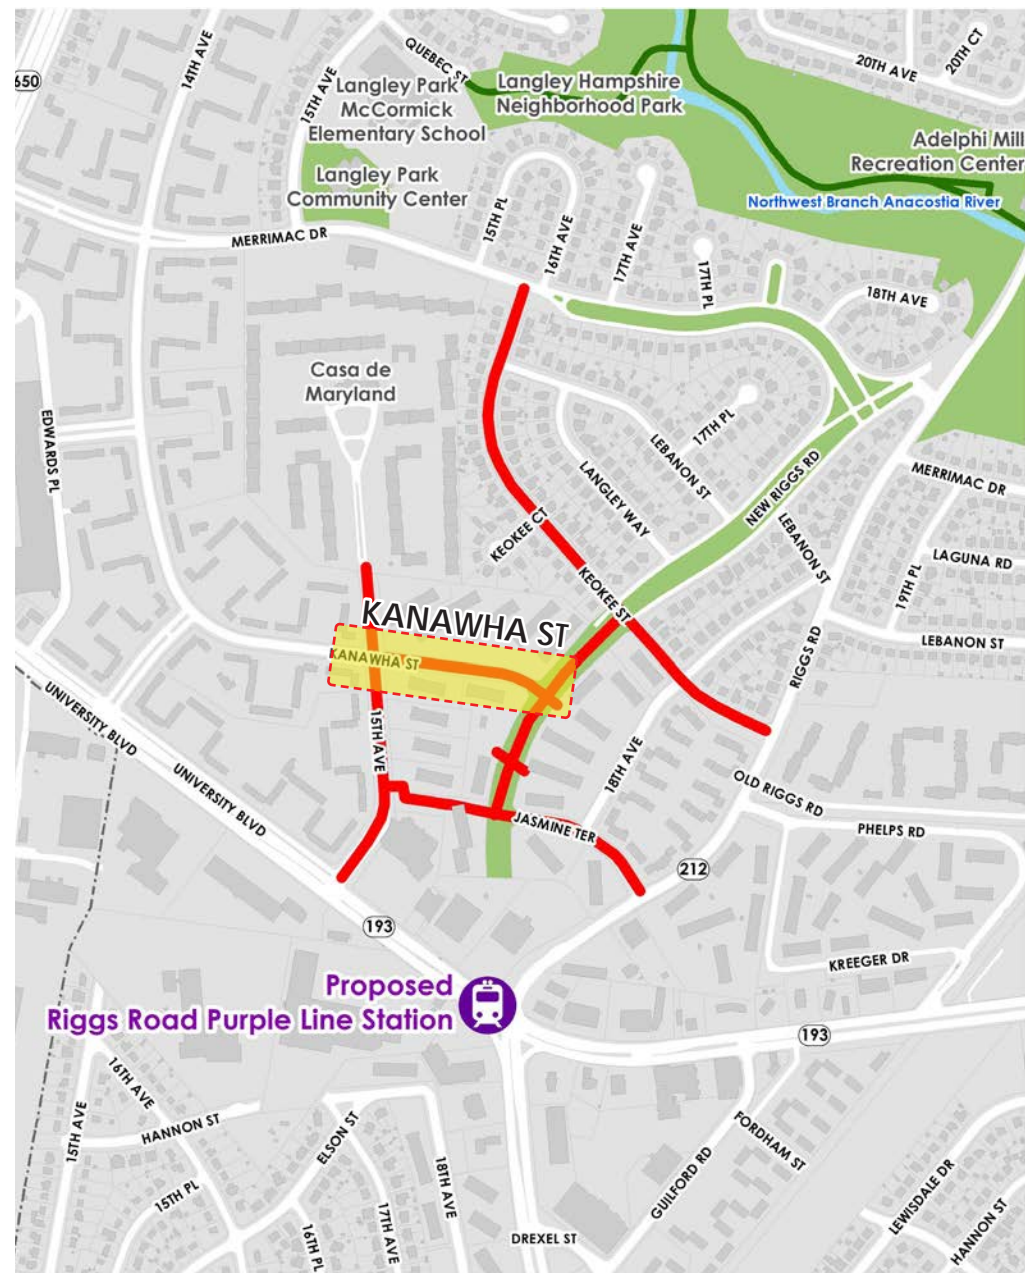 650
14TH AVE
15TH AVE
QUEBEC ST
Langley Park
McCormick
Elementary School
Langley Hampshire
Neighborhood Park
20TH AVE
20TH CT
Adelphi Mill
Recreation Center
Northwest Branch Anacostia River
Langley Park
Community Center
MERRIMAC DR
15TH PL
16TH AVE
17TH AVE
17TH PL
18TH AVE
Casa de
Maryland
EDWARDS PL
17TH PL
LEBANON ST
LANGLEY WAY
NEW RIGGS RD
MERRIMAC DR
KEOKEE CT
LEBANON ST
LAGUNA RD
19TH PL
KEOKEE ST
LEBANON ST
RIGGS RD
KANAWHA ST
KANAWHA ST
UNIVERSITY BLVD
15TH AVE
UNIVERSITY BLVD
18TH AVE
OLD RIGGS RD
PHELPS RD
JASMINE TER
212
193
KREEGER DR
Proposed
Riggs Road Purple Line Station
193
16TH AVE
15TH AVE
HANNON ST
ELSON ST
15TH PL
16TH PL
17TH AVE
18TH AVE
DREXEL ST
GUILFORD RD
FORDHAM ST
LEWISDALE DR
HANNON ST